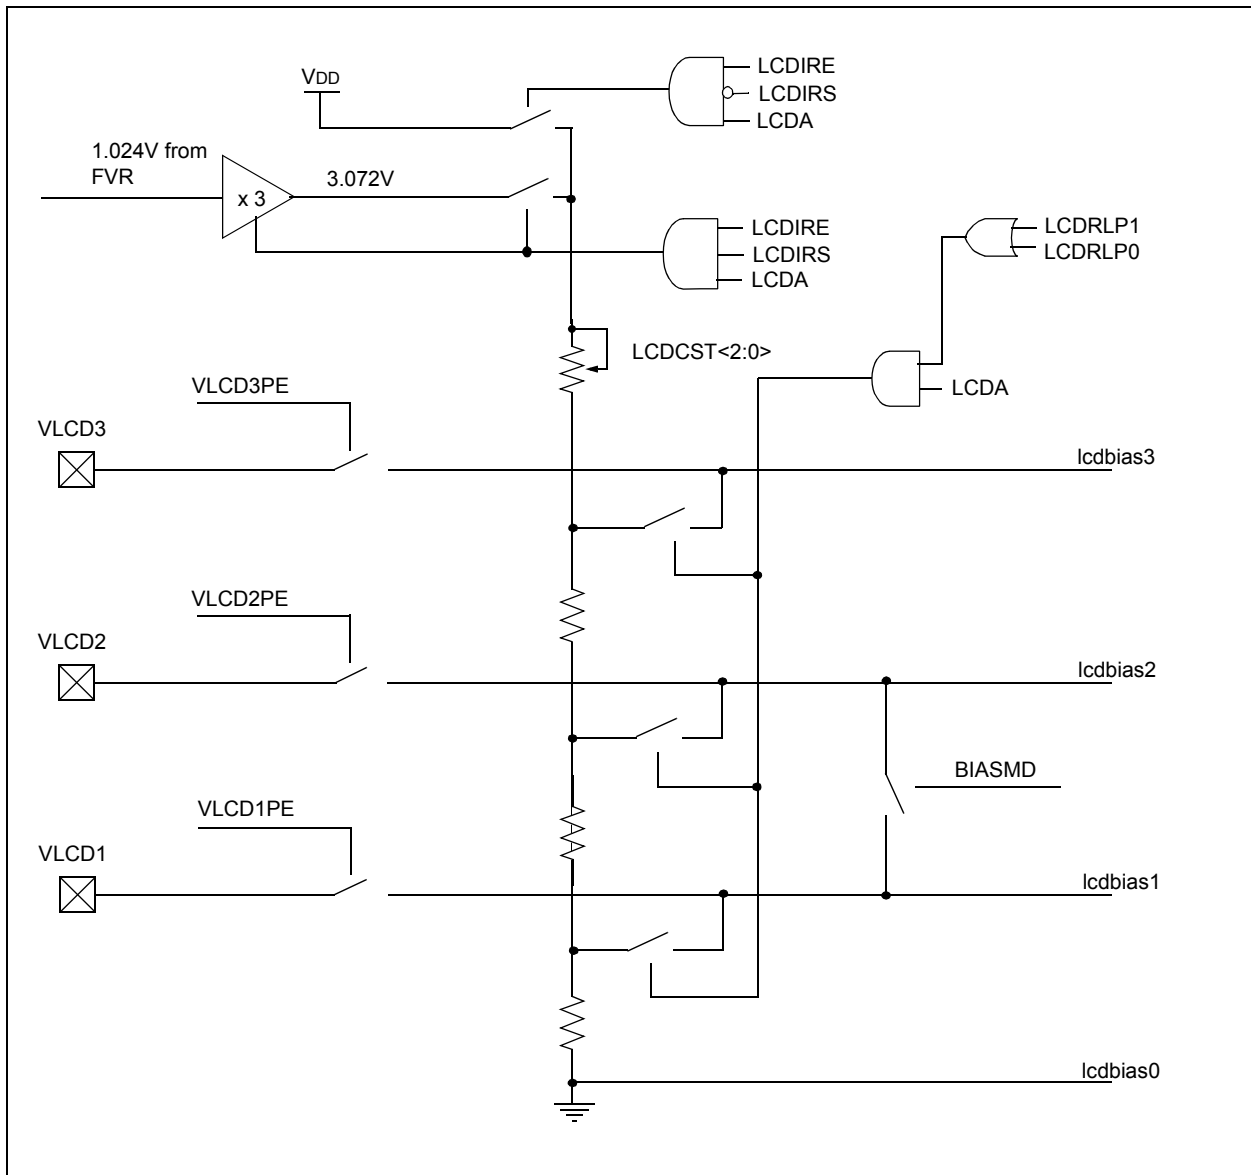 VDD
LCDIRE
LCDIRS
LCDA
1.024V from
FVR
x 3
3.072V
LCDIRE
LCDIRS
LCDA
LCDRLP1
LCDRLP0
LCDCST<2:0>
LCDA
VLCD3PE
VLCD3
lcdbias3
VLCD2PE
VLCD2
lcdbias2
BIASMD
VLCD1PE
VLCD1
lcdbias1
lcdbias0